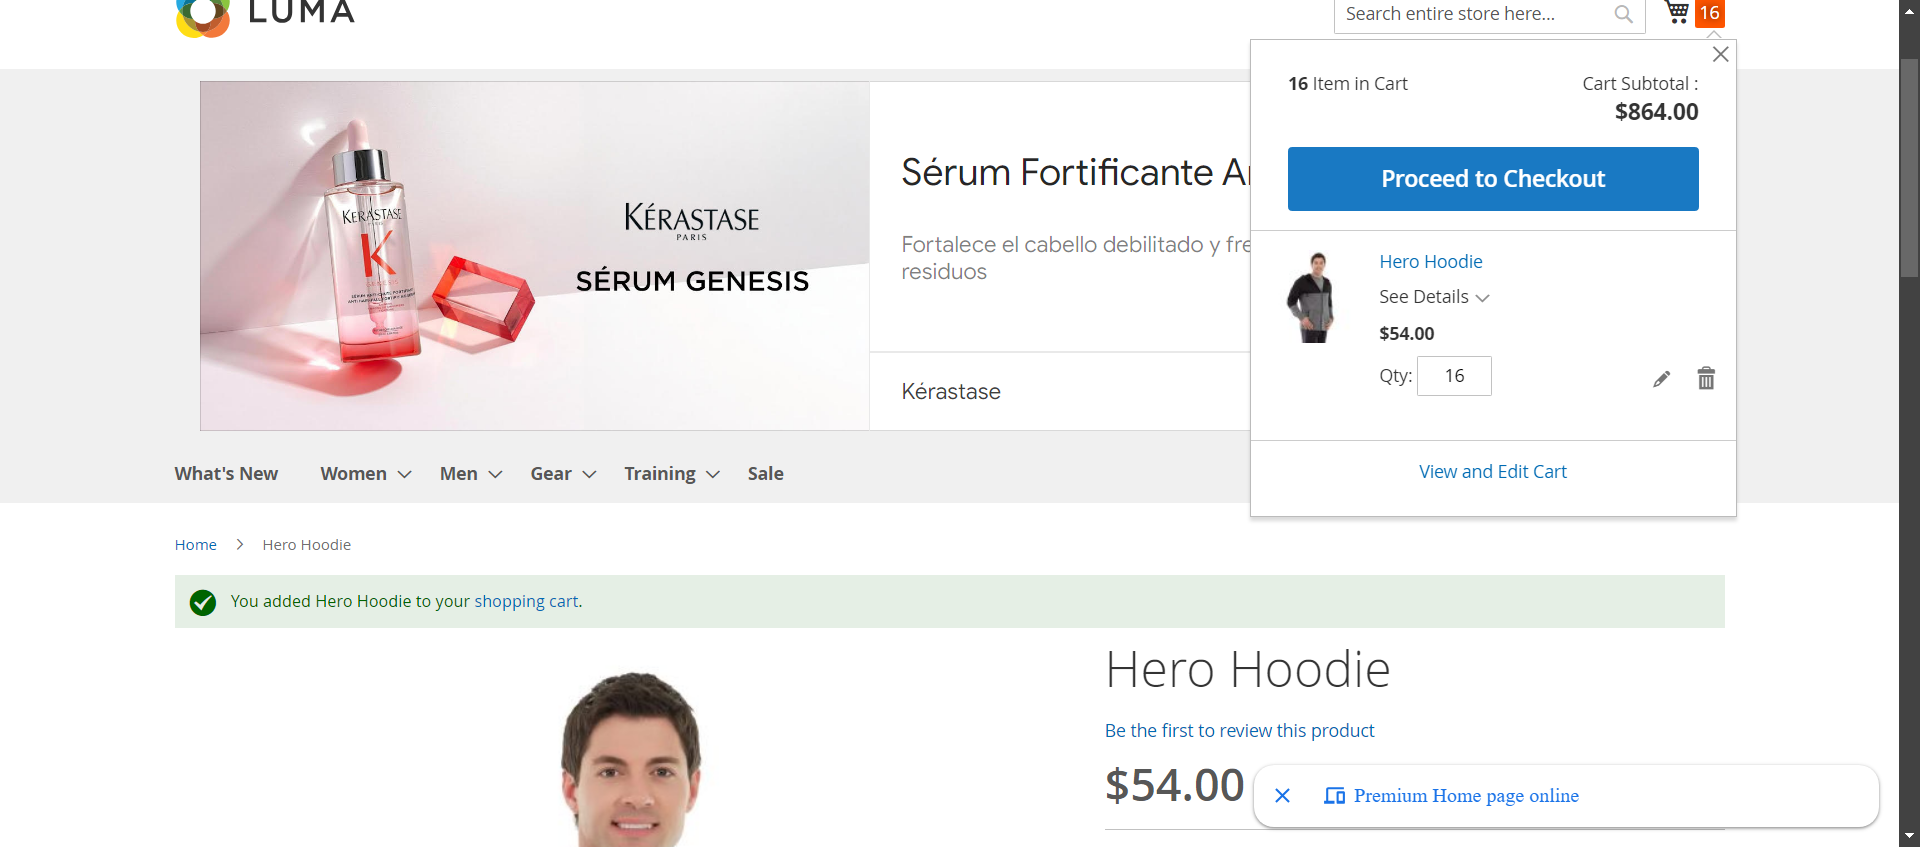 LUMA
Search entire store here...
16
16 Item in Cart
Cart Subtotal :
$864.00
Proceed to Checkout
Hero Hoodie
See Details
$54.00
Qty: 16
View and Edit Cart
KÉRASTASE
PARIS
K
GENESIS
KÉRASTASE
PARIS
SÉRUM GENESIS
Sérum Fortificante A
Fortalece el cabello debilitado y fre
residuos
Kérastase
What's New
Women
Men
Gear
Training
Sale
Home
Hero Hoodie
You added Hero Hoodie to your shopping cart.
Hero Hoodie
Be the first to review this product
$54.00
Premium Home page online